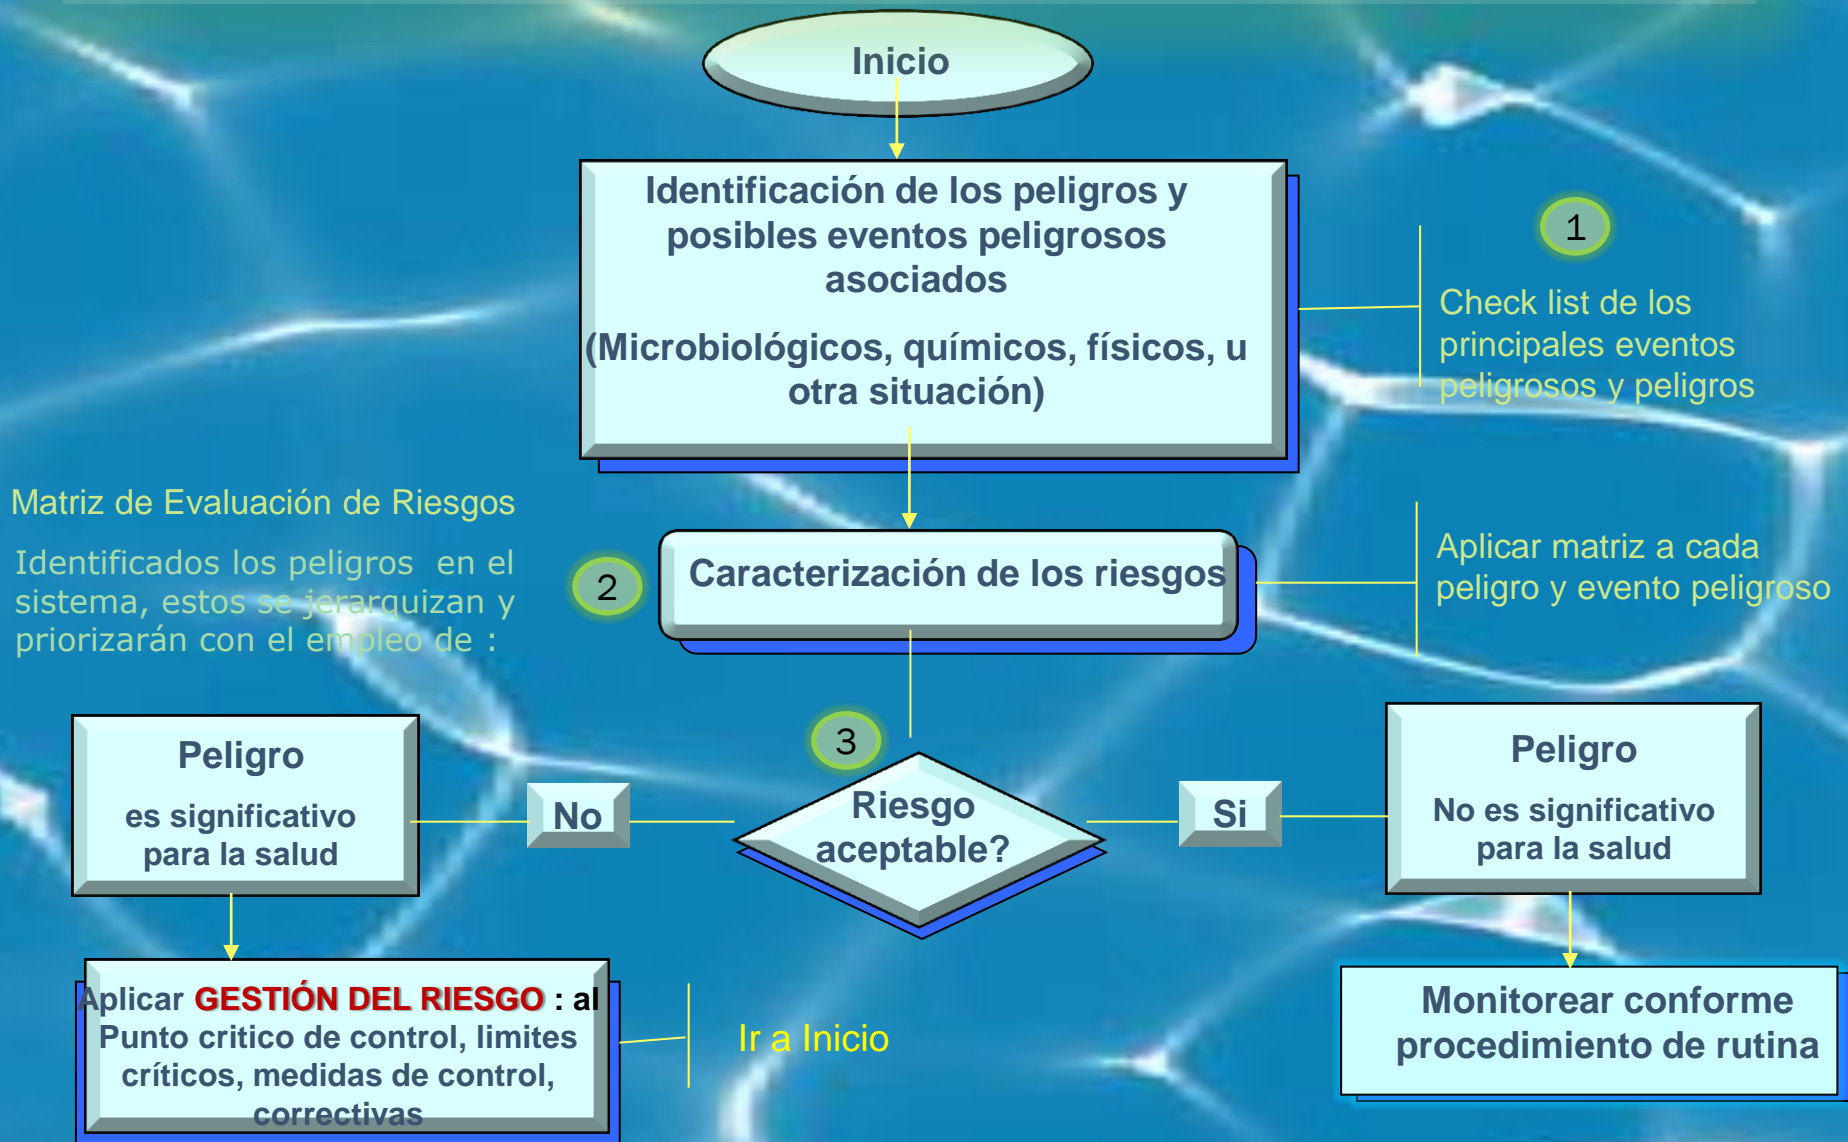 Inicio
Identificación de los peligros y
posibles eventos peligrosos
asociados
(Microbiológicos, químicos, físicos, u
otra situación)
1
Check list de los
principales eventos
peligrosos y peligros
Matriz de Evaluación de Riesgos
Identificados los peligros en el
sistema, estos se jerarquizan y
priorizarán con el empleo de :
2
Caracterización de los riesgos
Aplicar matriz a cada
peligro y evento peligroso
3
Riesgo
aceptable?
No
Si
Peligro
es significativo
para la salud
Peligro
No es significativo
para la salud
Aplicar GESTIÓN DEL RIESGO : al
Punto critico de control, limites
críticos, medidas de control,
correctivas
Ir a Inicio
Monitorear conforme
procedimiento de rutina